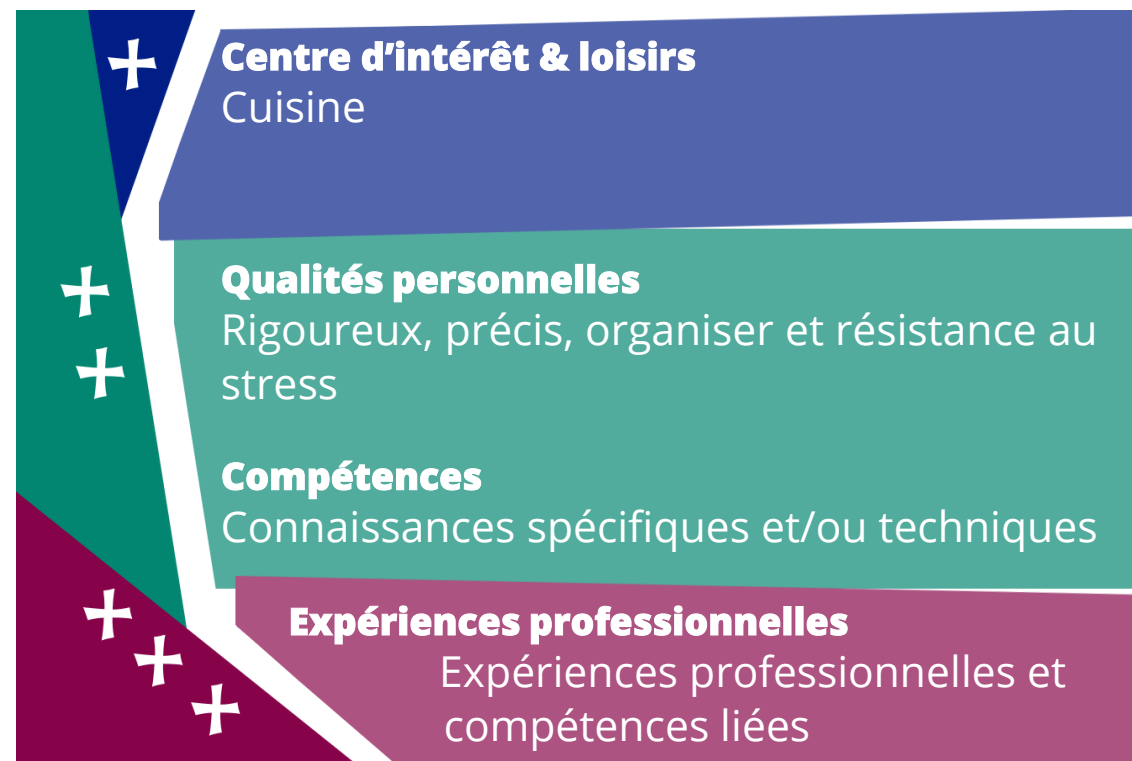 Centre d’intérêt & loisirs
Cuisine
Qualités personnelles
Rigoureux, précis, organiser et résistance au
stress
Compétences
Connaissances spécifiques et/ou techniques
Expériences professionnelles
Expériences professionnelles et
compétences liées